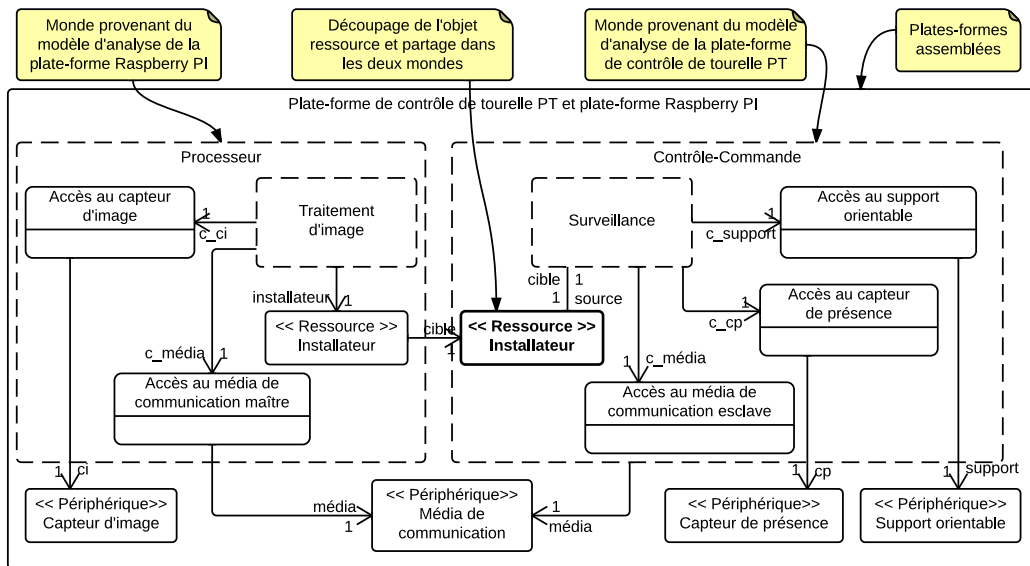 Monde provenant du
modèle d'analyse de la
plate-forme Raspberry PI
Découpage de l'objet
ressource et partage dans
les deux mondes
Monde provenant du modèle
d'analyse de la plate-forme
de contrôle de tourelle PT
Plates-formes
assemblées
Plate-forme de contrôle de tourelle PT et plate-forme Raspberry PI
Processeur
Accès au capteur
d'image
1
c_ci
Traitement
d'image
installateur
1
<< Ressource >>
Installateur
cible
1
c_média
1
Accès au média de
communication maître
Contrôle-Commande
Surveillance
cible
1
1
source
<< Ressource >>
Installateur
1
c_support
Accès au support
orientable
1
c_cp
Accès au capteur
de présence
c_média
1
Accès au média de
communication esclave
1
ci
<< Périphérique>>
Capteur d'image
média
1
<< Périphérique>>
Média de
communication
1
média
1
cp
<< Périphérique>>
Capteur de présence
1
support
<< Périphérique>>
Support orientable